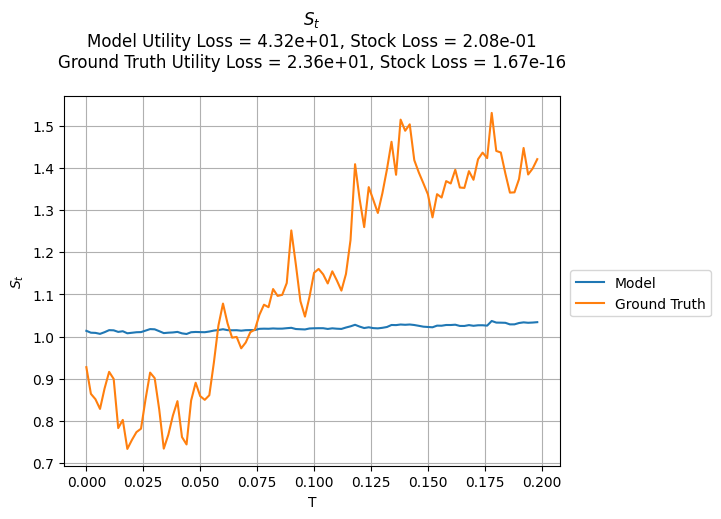 S_t
Model Utility Loss = 4.32e+01, Stock Loss = 2.08e-01
Ground Truth Utility Loss = 2.36e+01, Stock Loss = 1.67e-16
1.5
1.4
1.3
1.2
1.1
1.0
0.9
0.8
0.7
S_t
0.000 0.025 0.050 0.075 0.100 0.125 0.150 0.175 0.200
T
Model
Ground Truth